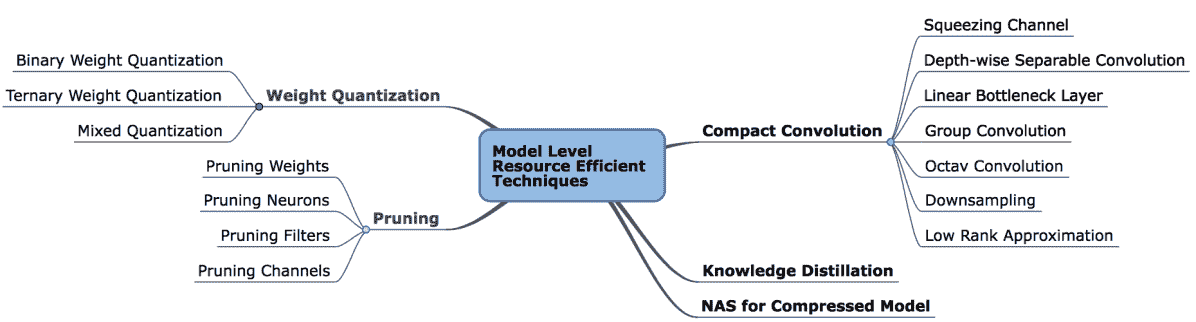 Model Level
Resource Efficient
Techniques
Weight Quantization
Binary Weight Quantization
Ternary Weight Quantization
Mixed Quantization
Pruning
Pruning Weights
Pruning Neurons
Pruning Filters
Pruning Channels
Compact Convolution
Squeezing Channel
Depth-wise Separable Convolution
Linear Bottleneck Layer
Group Convolution
Octav Convolution
Downsampling
Low Rank Approximation
Knowledge Distillation
NAS for Compressed Model